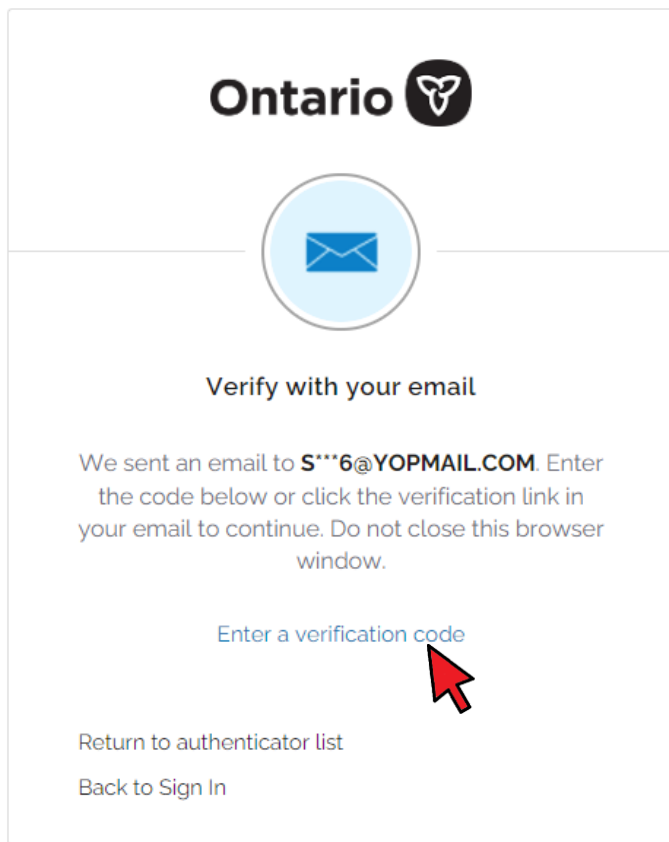 Ontario
Verify with your email
We sent an email to S***6@YOPMAIL.COM. Enter
the code below or click the verification link in
your email to continue. Do not close this browser
window.
Enter a verification code
Return to authenticator list
Back to Sign In